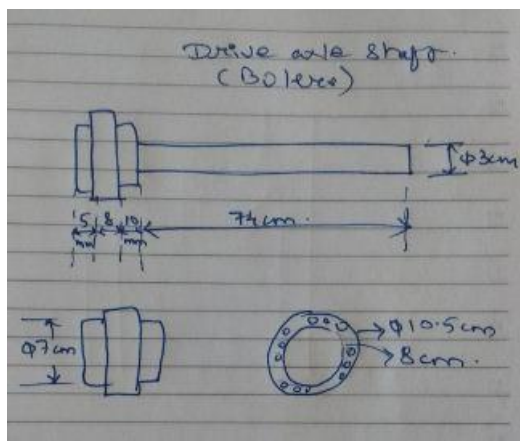 Drive axle shaft.
(Bolero)
ϕ3cm
5 8 10
mm mm
74cm.
ϕ7cm
ϕ10.5cm
8cm.